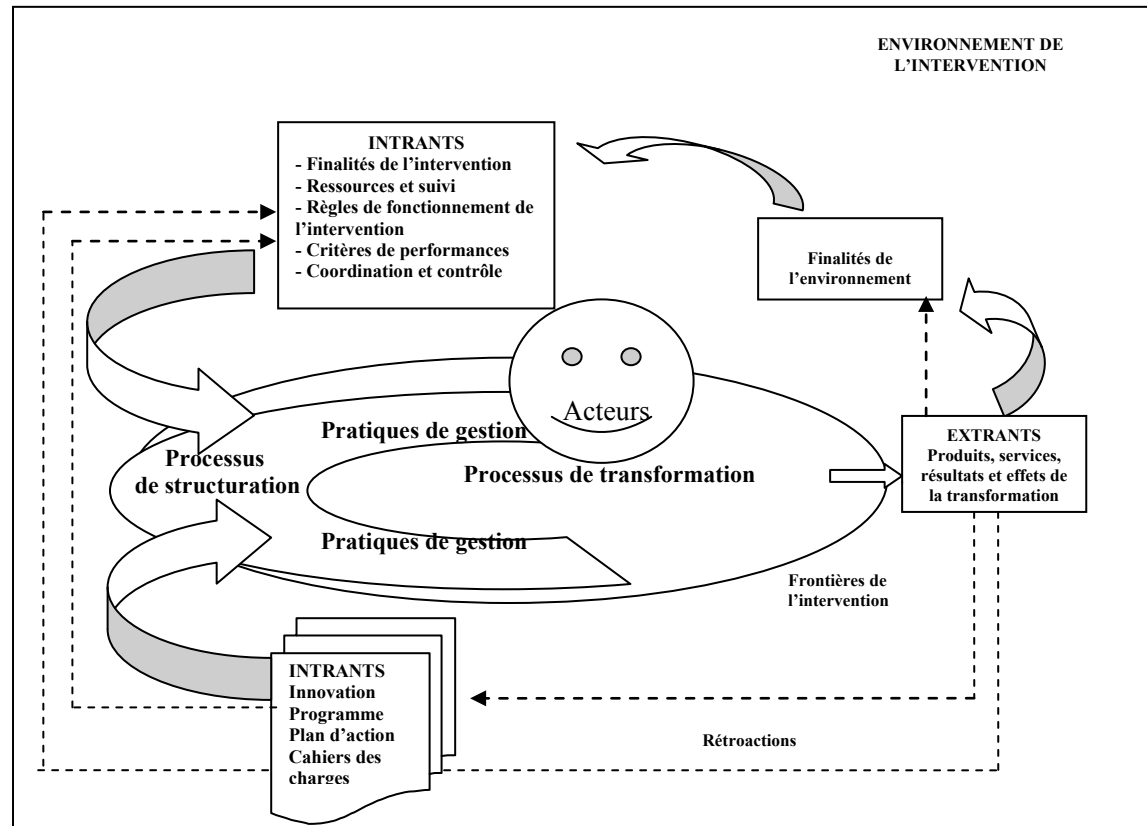 ENVIRONNEMENT DE
L'INTERVENTION
INTRANTS
- Finalités de l'intervention
- Ressources et suivi
- Règles de fonctionnement de
l'intervention
- Critères de performances
- Coordination et contrôle
Finalités de
l'environnement
Acteurs
Pratiques de gestion
Processus
de structuration
Processus de transformation
EXTRANTS
Produits, services,
résultats et effets de
la transformation
Pratiques de gestion
Frontières de
l'intervention
INTRANTS
Innovation
Programme
Plan d'action
Cahiers des
charges
Rétroactions